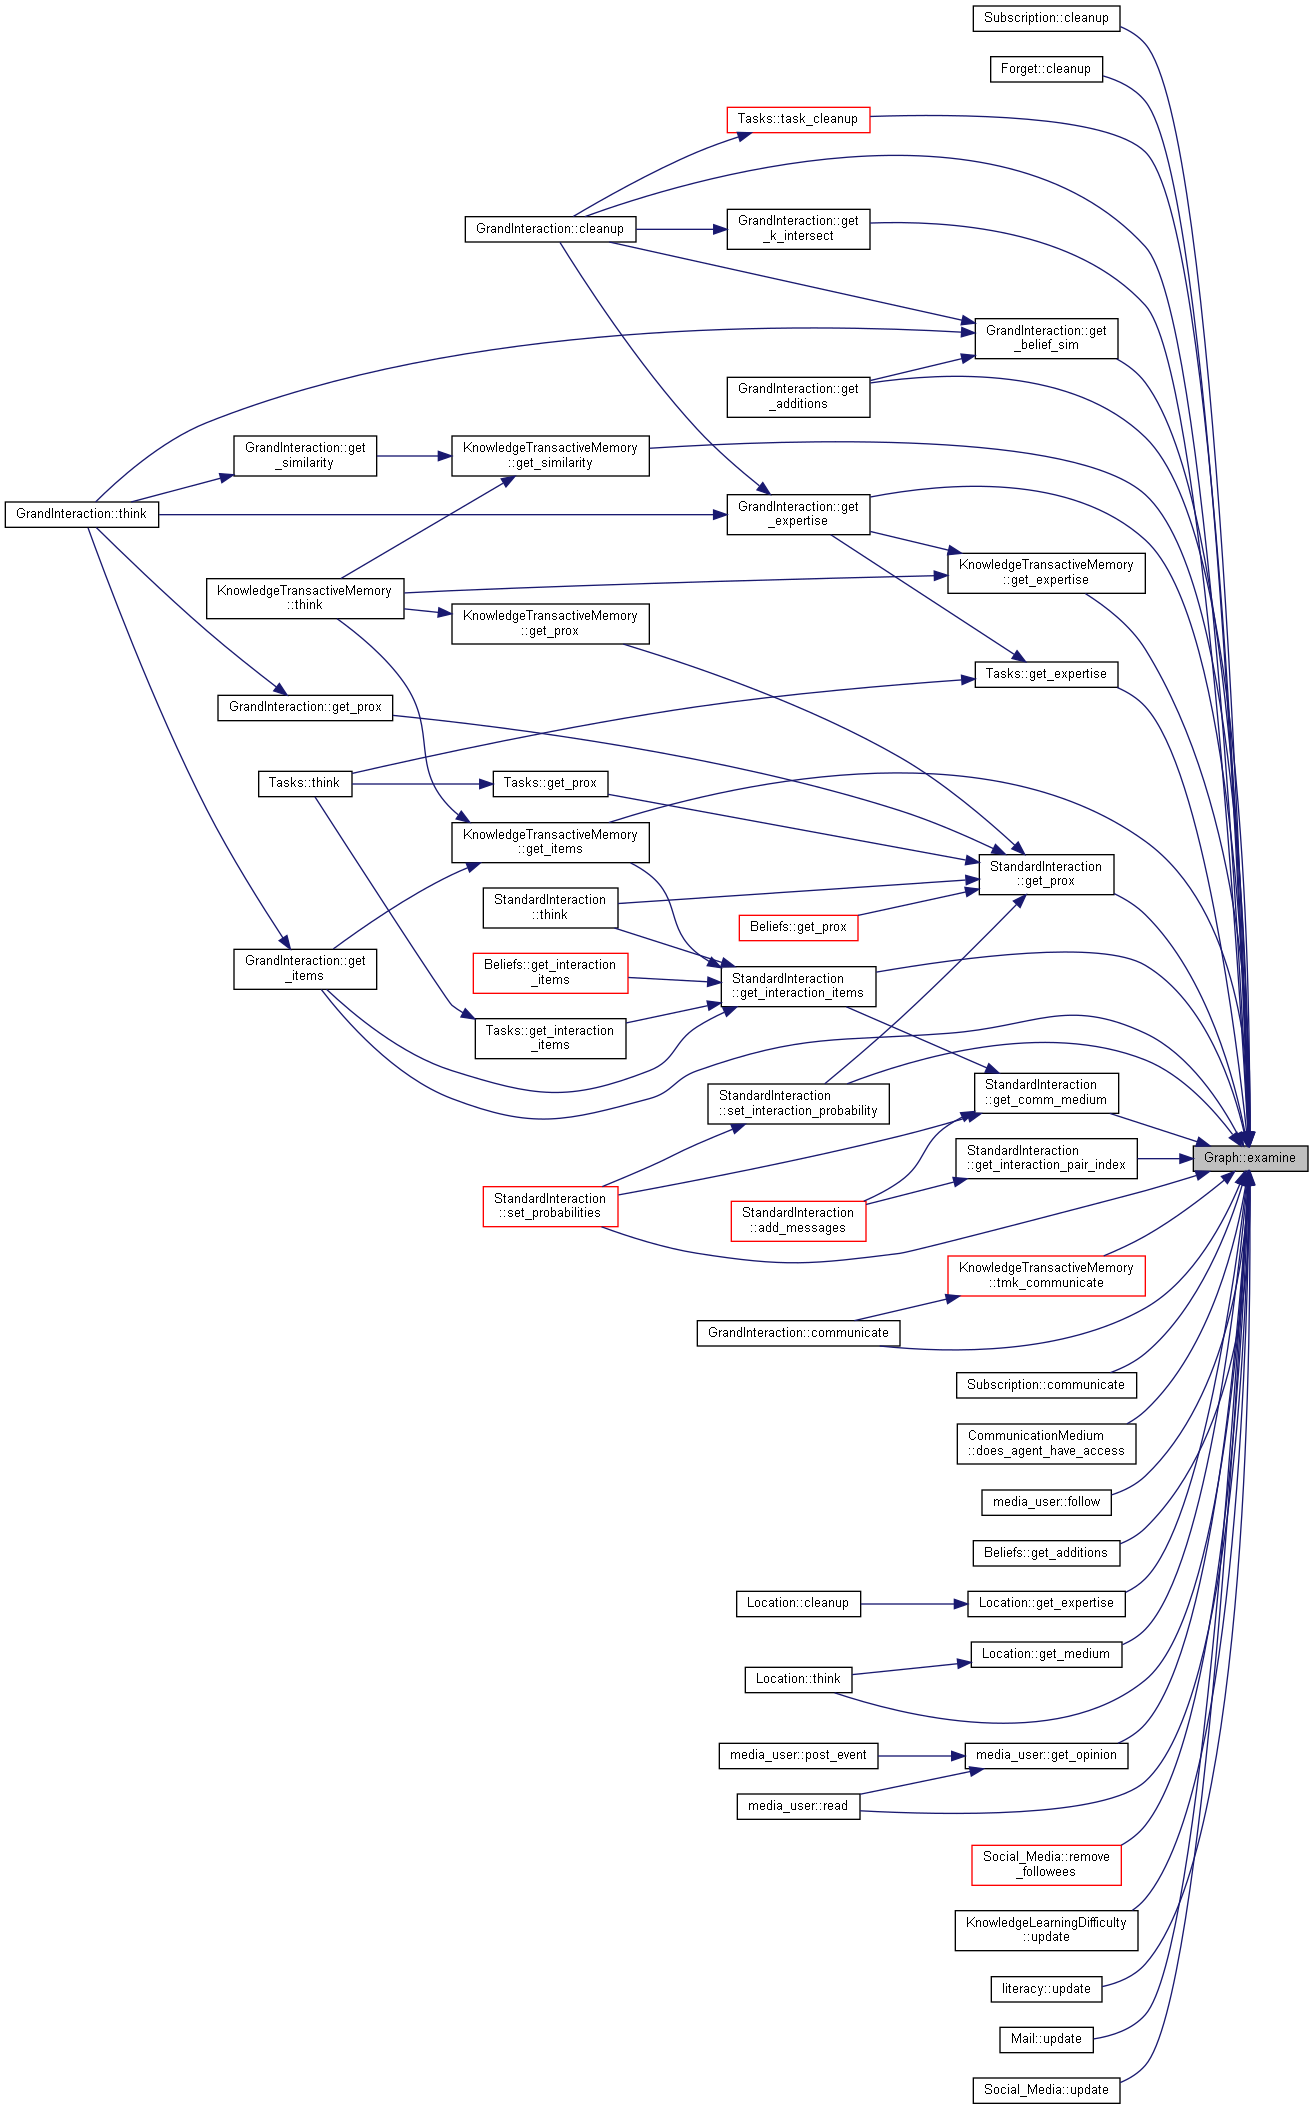 Subscription::cleanup
Forget::cleanup
Tasks::task_cleanup
GrandInteraction::cleanup
GrandInteraction::get
_k_intersect
GrandInteraction::get
_belief_sim
GrandInteraction::get
_additions
GrandInteraction::get
_similarity
KnowledgeTransactiveMemory
::get_similarity
GrandInteraction::think
GrandInteraction::get
_expertise
KnowledgeTransactiveMemory
::get_expertise
KnowledgeTransactiveMemory
::think
KnowledgeTransactiveMemory
::get_prox
Tasks::get_expertise
GrandInteraction::get_prox
Tasks::think
Tasks::get_prox
KnowledgeTransactiveMemory
::get_items
StandardInteraction
::get_prox
StandardInteraction
::think
Beliefs::get_prox
GrandInteraction::get
_items
Beliefs::get_interaction
_items
StandardInteraction
::get_interaction_items
Tasks::get_interaction
_items
StandardInteraction
::set_interaction_probability
StandardInteraction
::get_comm_medium
StandardInteraction
::get_interaction_pair_index
Graph::examine
StandardInteraction
::set_probabilities
StandardInteraction
::add_messages
KnowledgeTransactiveMemory
::tmk_communicate
GrandInteraction::communicate
Subscription::communicate
CommunicationMedium
::does_agent_have_access
media_user::follow
Beliefs::get_additions
Location::cleanup
Location::get_expertise
Location::get_medium
Location::think
media_user::post_event
media_user::get_opinion
media_user::read
Social_Media::remove
_followees
KnowledgeLearningDifficulty
::update
literacy::update
Mail::update
Social_Media::update